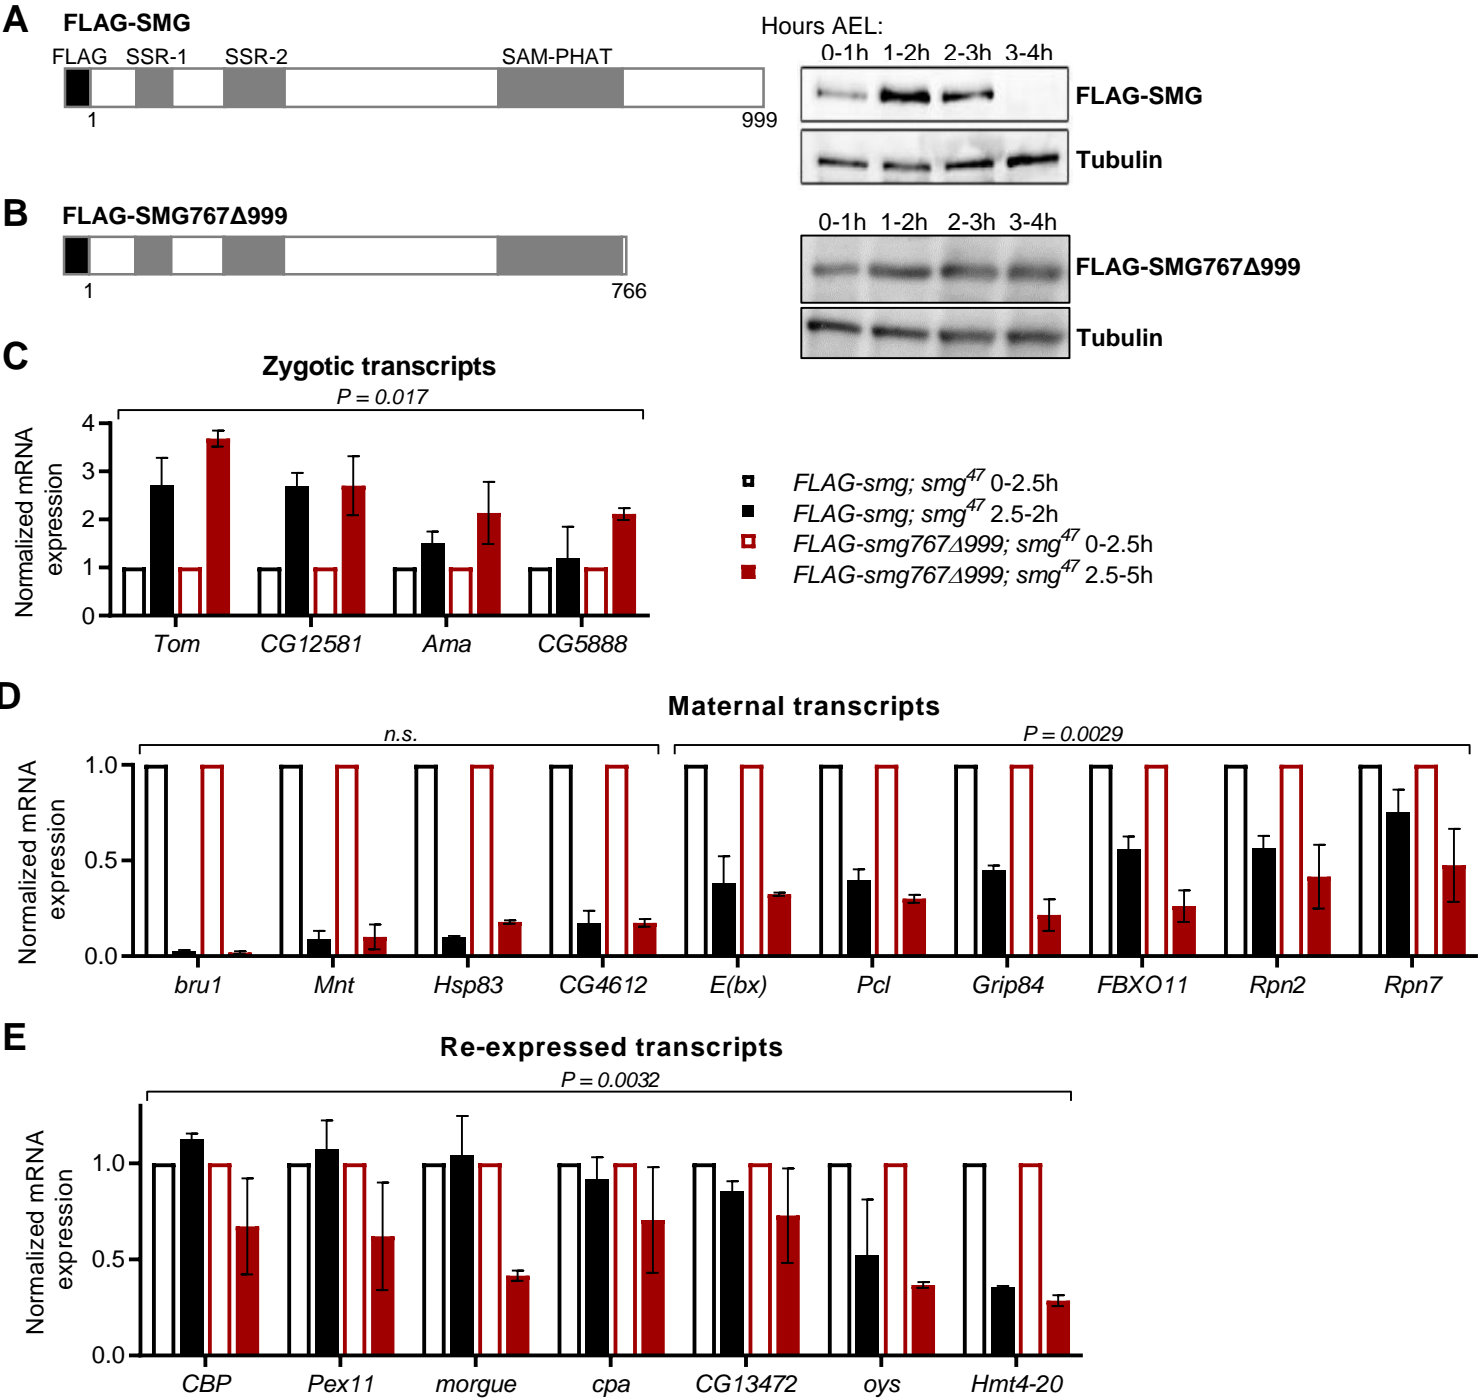 A
FLAG-SMG
FLAG SSR-1 SSR-2 SAM-PHAT
1 999
Hours AEL:
0-1h 1-2h 2-3h 3-4h
FLAG-SMG
Tubulin
B
FLAG-SMG767Δ999
1 766
0-1h 1-2h 2-3h 3-4h
FLAG-SMG767Δ999
Tubulin
C
Zygotic transcripts
P = 0.017
Normalized mRNA
expression
4
3
2
1
0
Tom CG12581 Ama CG5888
FLAG-smg; smg47 0-2.5h
FLAG-smg; smg47 2.5-2h
FLAG-smg767Δ999; smg47 0-2.5h
FLAG-smg767Δ999; smg47 2.5-5h
D
Maternal transcripts
n.s. P = 0.0029
Normalized mRNA
expression
1.0
0.5
0.0
bru1 Mnt Hsp83 CG4612 E(bx) Pcl Grip84 FBXO11 Rpn2 Rpn7
E
Re-expressed transcripts
P = 0.0032
Normalized mRNA
expression
1.0
0.5
0.0
CBP Pex11 morgue cpa CG13472 oys Hmt4-20